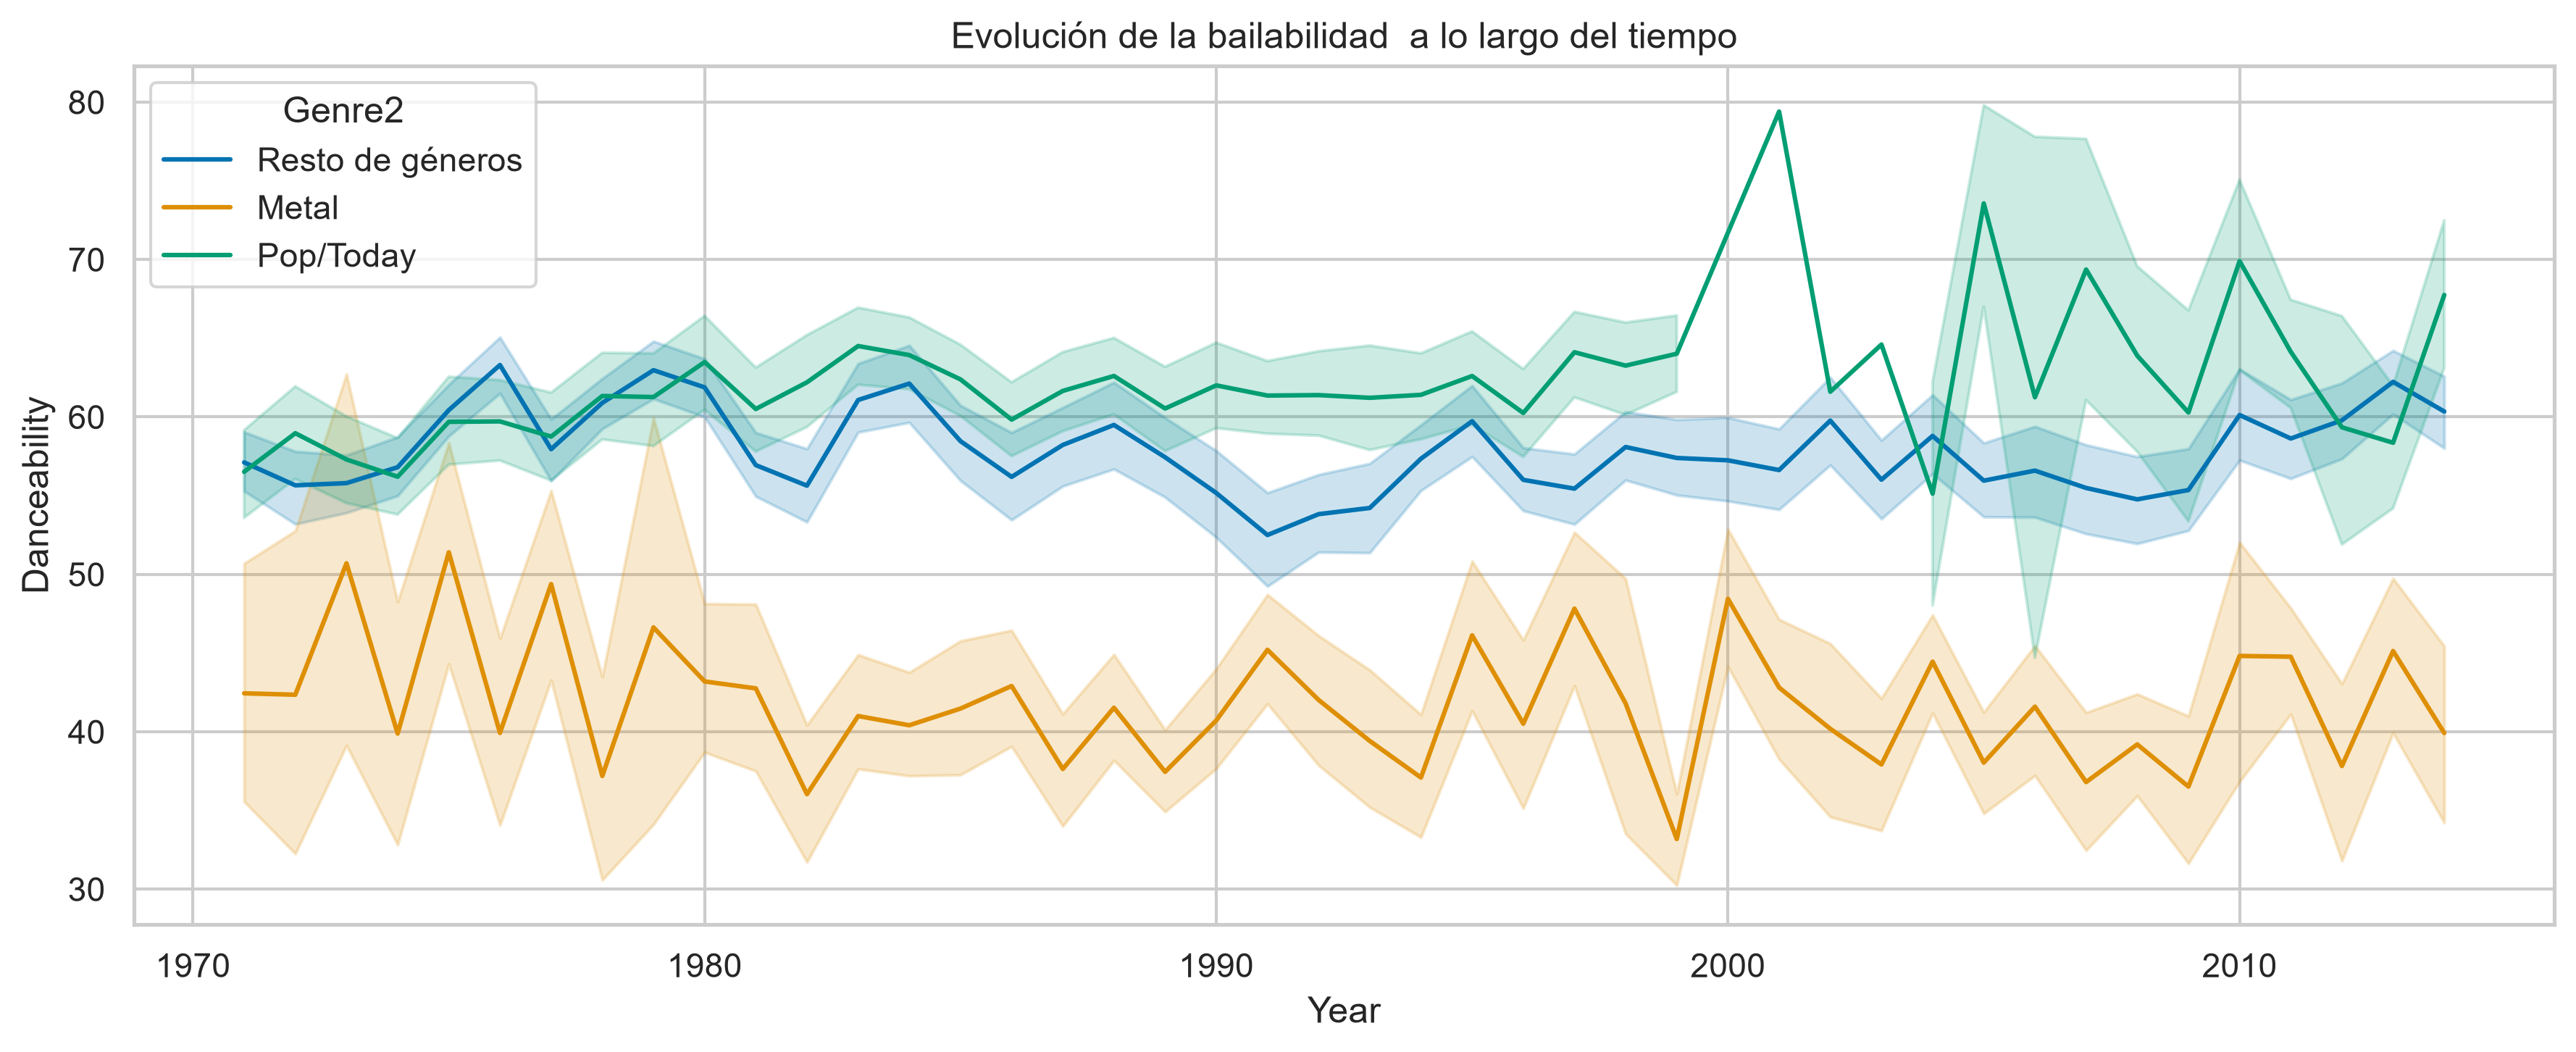 Evolución de la bailabilidad  a lo largo del tiempo
Genre2
Resto de géneros
Metal
Pop/Today
Danceability
80
70
60
50
40
30
1970
1980
1990
2000
2010
Year